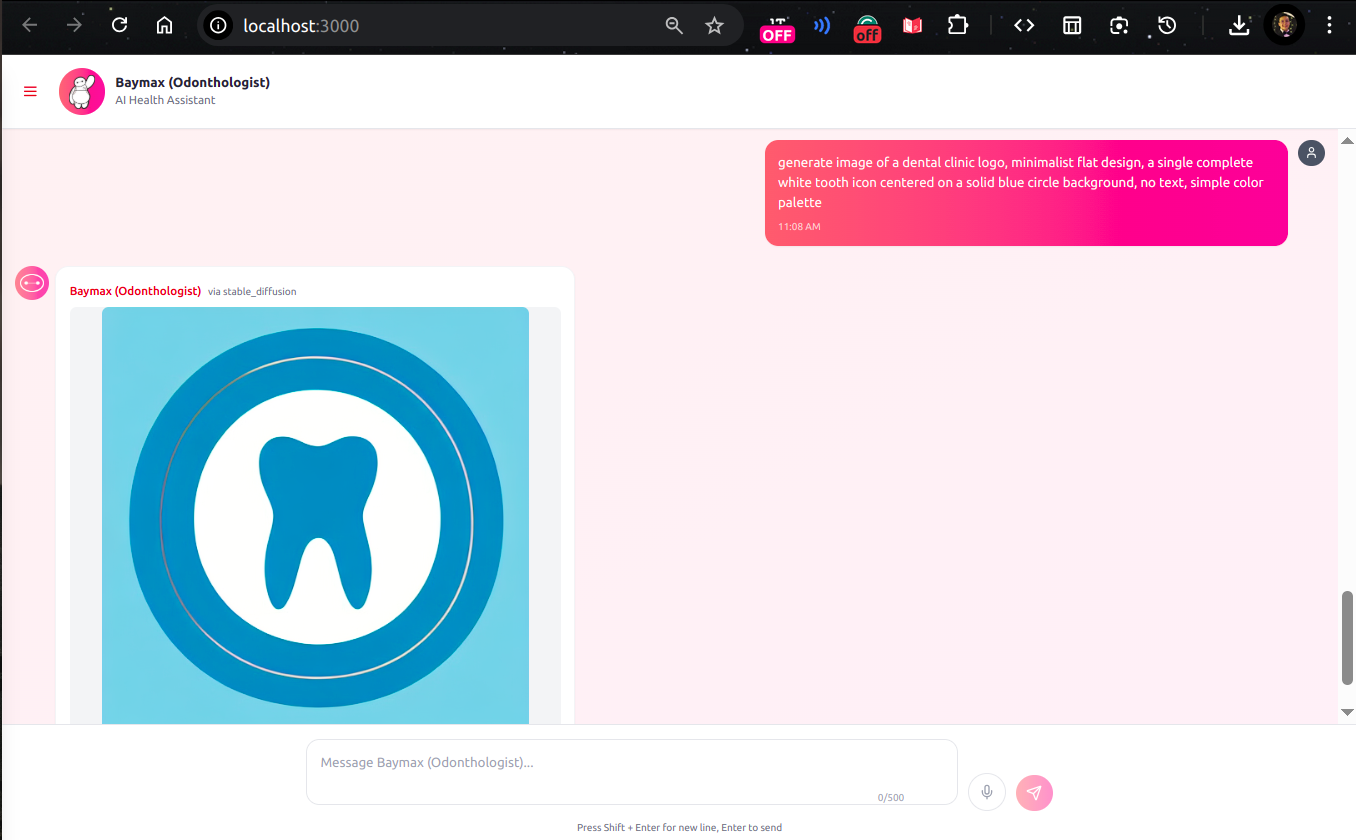 localhost:3000
OFF
off
Baymax (Odonthologist)
AI Health Assistant
generate image of a dental clinic logo, minimalist flat design, a single complete
white tooth icon centered on a solid blue circle background, no text, simple color
palette
11:08 AM
Baymax (Odonthologist) via stable_diffusion
Message Baymax (Odonthologist)...
0/500
Press Shift + Enter for new line, Enter to send